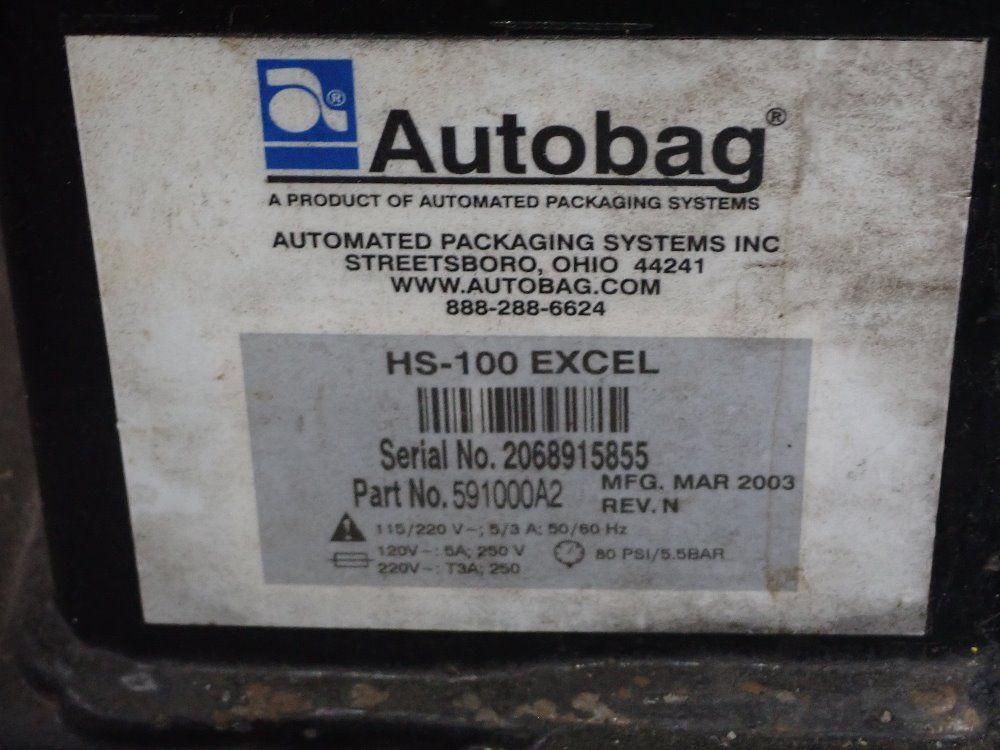 a®
Autobag®
A PRODUCT OF AUTOMATED PACKAGING SYSTEMS
AUTOMATED PACKAGING SYSTEMS INC
STREETSBORO, OHIO 44241
WWW.AUTOBAG.COM
888-288-6624
HS-100 EXCEL
Serial No. 2068915855
Part No. 591000A2
MFG. MAR 2003
REV. N
115/220 V~; 5/3 A; 50/60 Hz
120V~: 5A; 250 V
220V~: T3A; 250
80 PSI/5.5BAR